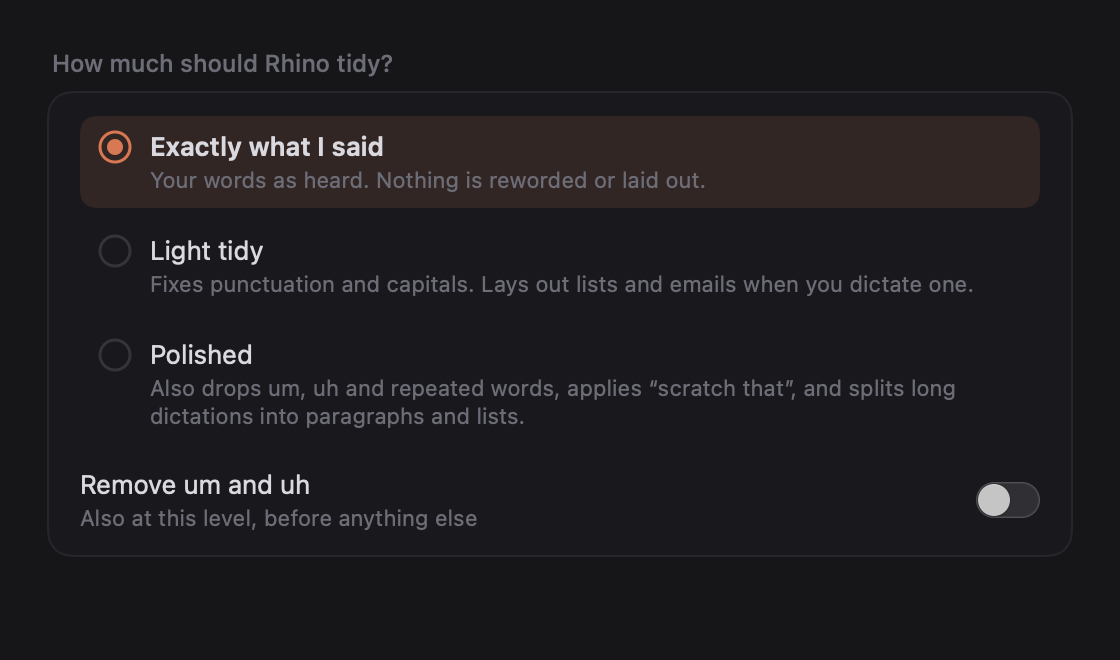 How much should Rhino tidy?
Exactly what I said
Your words as heard. Nothing is reworded or laid out.
Light tidy
Fixes punctuation and capitals. Lays out lists and emails when you dictate one.
Polished
Also drops um, uh and repeated words, applies “scratch that”, and splits long
dictations into paragraphs and lists.
Remove um and uh
Also at this level, before anything else